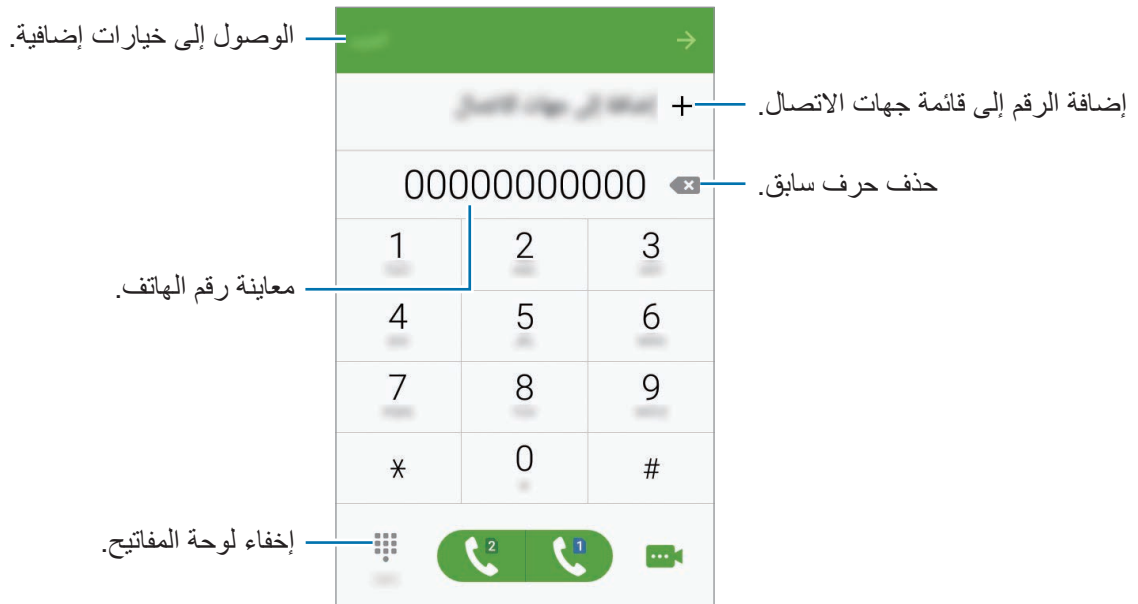 الوصول إلى خيارات إضافية.
إضافة الرقم إلى قائمة جهات الاتصال.
00000000000
حذف حرف سابق.
1 2 3
معاينة رقم الهاتف.
4 5 6
7 8 9
* 0 #
إخفاء لوحة المفاتيح.
2 1